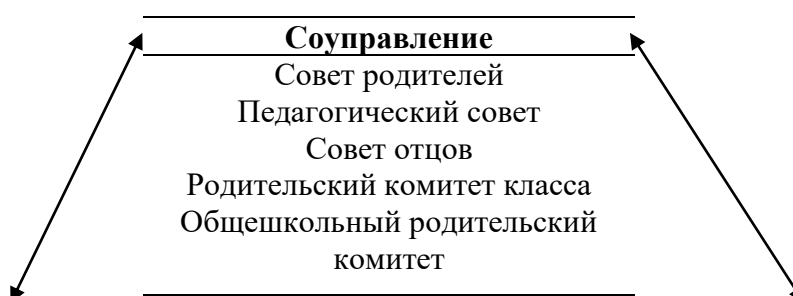 Соуправление
Совет родителей
Педагогический совет
Совет отцов
Родительский комитет класса
Общешкольный родительский
комитет